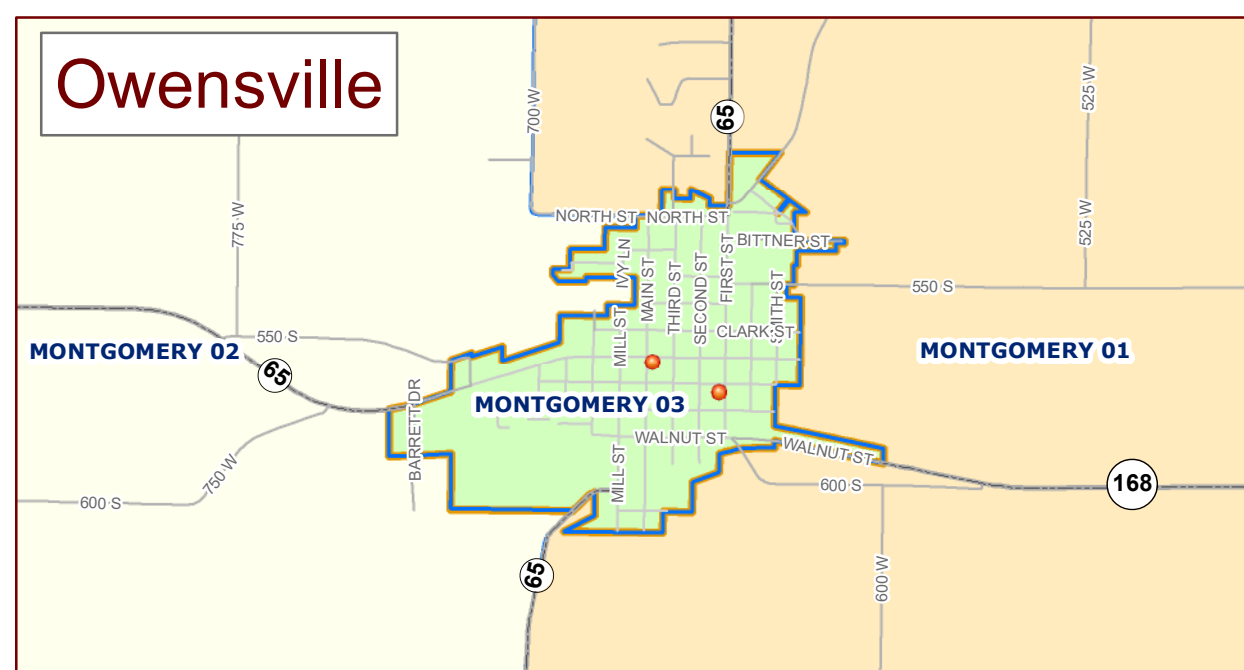 Owensville
700 W
65
525 W
775 W
NORTH ST
NORTH ST
BITTNER ST
525 W
IVY LN
MAIN ST
THIRD ST
SECOND ST
FIRST ST
SMITH ST
550 S
550 S
MILL ST
CLARK ST
MONTGOMERY 02
MONTGOMERY 01
65
BARRETT DR
MONTGOMERY 03
WALNUT ST
WALNUT ST
750 W
600 S
MILL ST
600 S
168
65
600 W